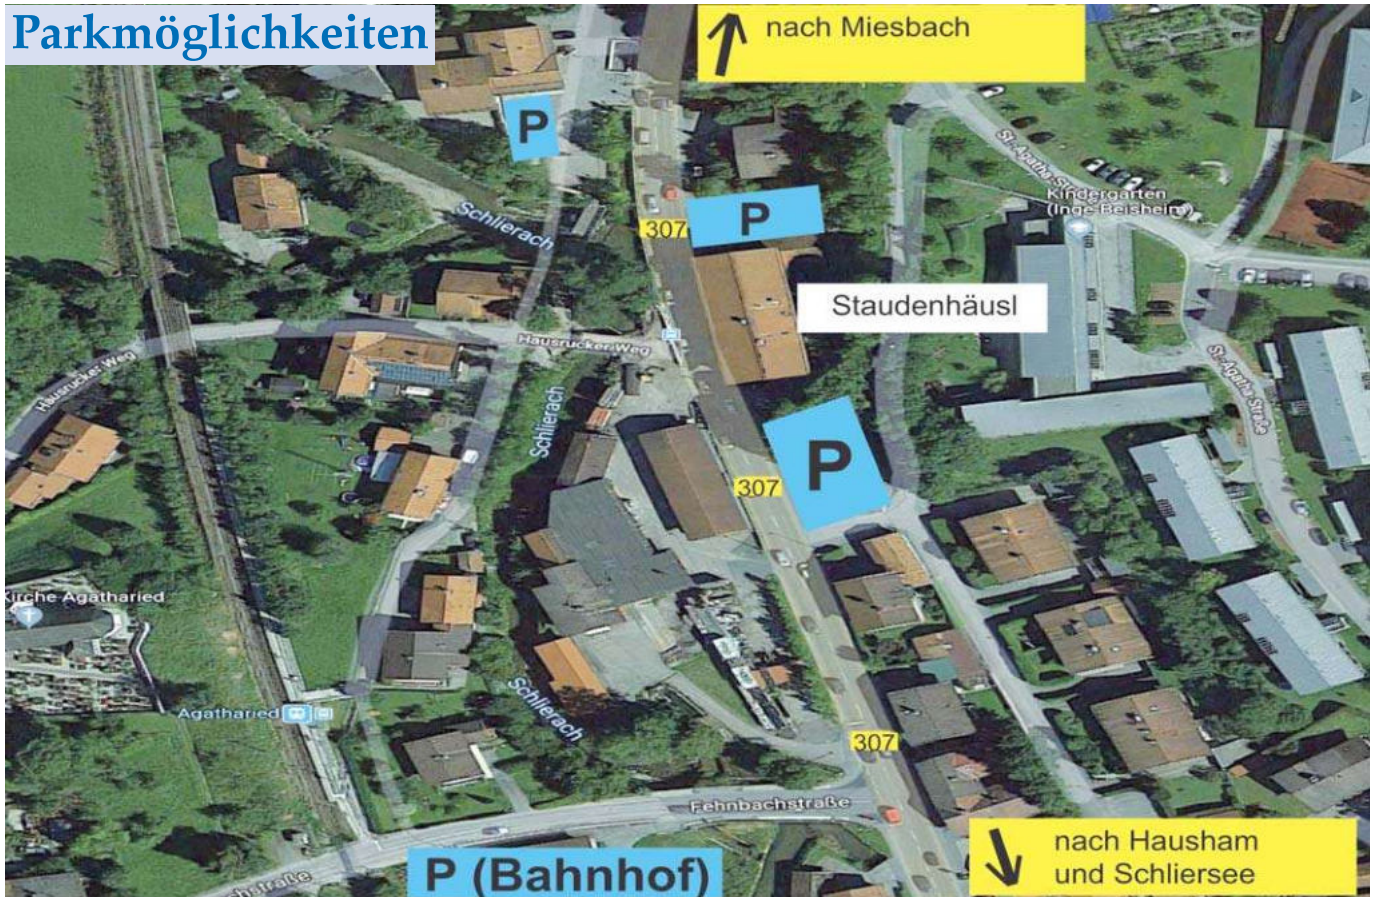 Parkmöglichkeiten
nach Miesbach
P
St.-Agatha-Str
Kindergarten
(Inge Beisheim)
P
Schlierach
307
Staudenhäusl
Hausrucker Weg
Hausrucker Weg
St.-Agatha-Straße
Schlierach
P
307
Kirche Agatharied
Agatharied
Schlierach
307
Fehnbachstraße
nach Hausham
und Schliersee
P (Bahnhof)